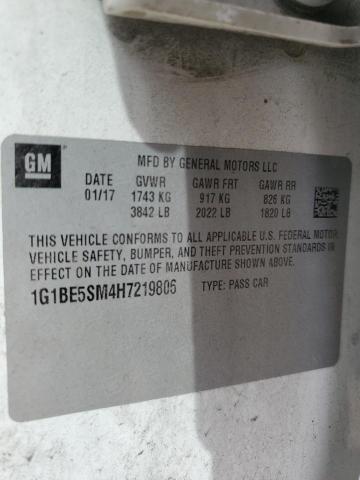 GM
MFD BY GENERAL MOTORS LLC
DATE GVWR GAWR FRT GAWR RR
01/17 1743 KG 917 KG 826 KG
3842 LB 2022 LB 1820 LB
THIS VEHICLE CONFORMS TO ALL APPLICABLE U.S. FEDERAL MOTOR
VEHICLE SAFETY, BUMPER, AND THEFT PREVENTION STANDARDS IN
EFFECT ON THE DATE OF MANUFACTURE SHOWN ABOVE.
1G1BE5SM4H7219806 TYPE: PASS CAR